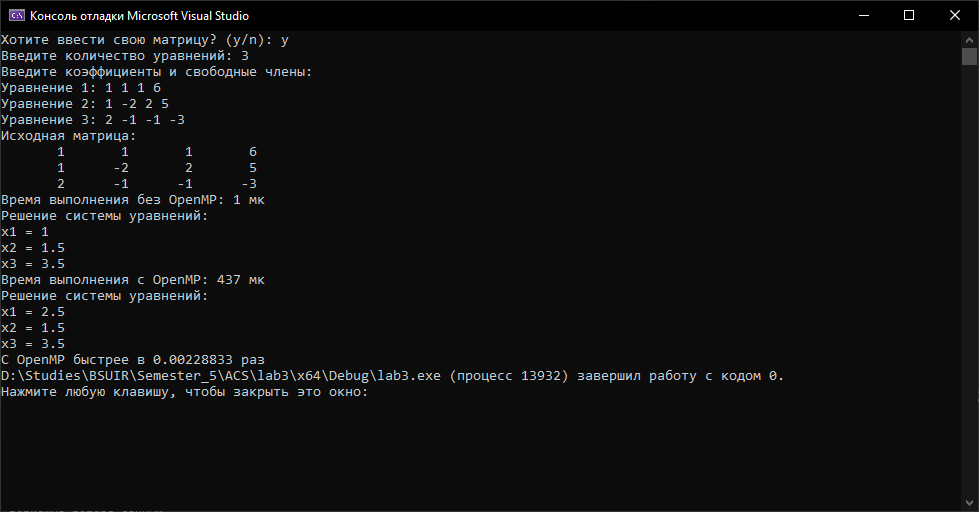 Консоль отладки Microsoft Visual Studio
Хотите ввести свою матрицу? (y/n): y
Введите количество уравнений: 3
Введите коэффициенты и свободные члены:
Уравнение 1: 1 1 1 6
Уравнение 2: 1 -2 2 5
Уравнение 3: 2 -1 -1 -3
Исходная матрица:
1 1 1 6
1 -2 2 5
2 -1 -1 -3
Время выполнения без OpenMP: 1 мк
Решение системы уравнений:
x1 = 1
x2 = 1.5
x3 = 3.5
Время выполнения с OpenMP: 437 мк
Решение системы уравнений:
x1 = 2.5
x2 = 1.5
x3 = 3.5
С OpenMP быстрее в 0.00228833 раз
D:\Studies\BSUIR\Semester_5\ACS\lab3\x64\Debug\lab3.exe (процесс 13932) завершил работу с кодом 0.
Нажмите любую клавишу, чтобы закрыть это окно: